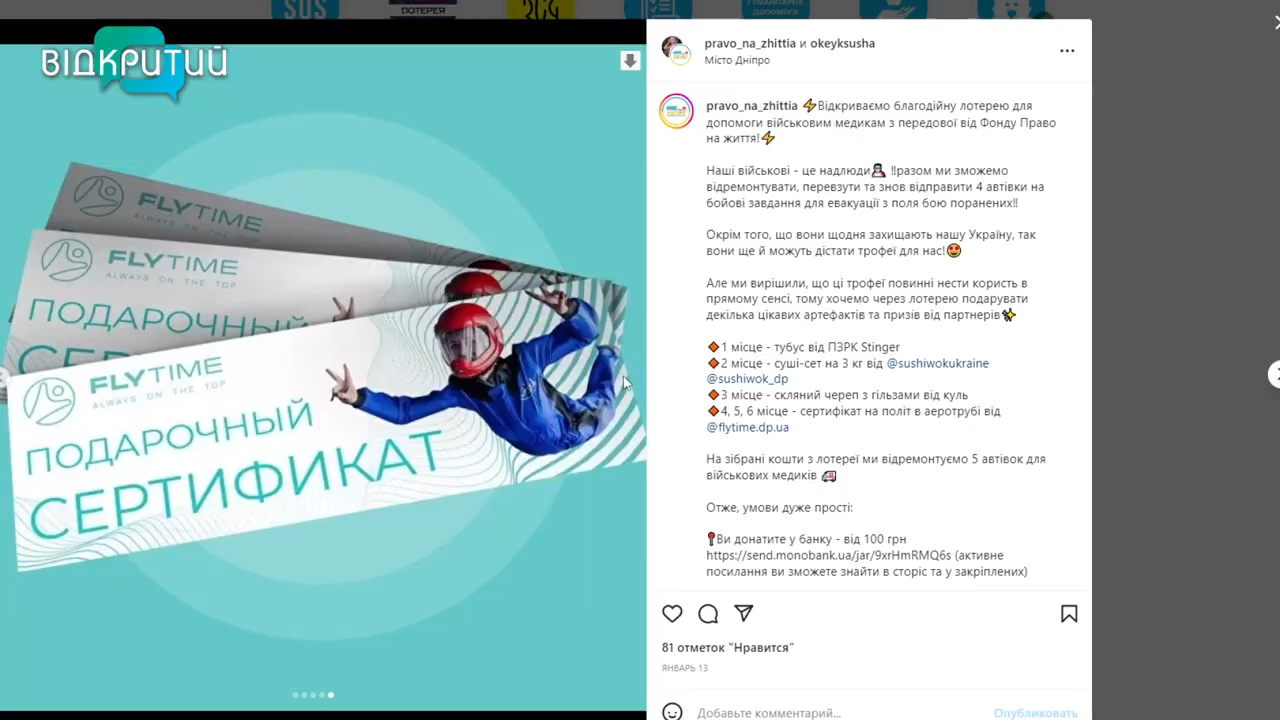 SOS
ЛОТЕРЕЯ
ГУМАНІТАРНА
ДОПОМОГА
ВІДКРИТИЙ
FLYTIME
ALWAYS ON THE TOP
FLYTIME
ALWAYS ON THE TOP
ПОДАРОЧНЫЙ
FLYTIME
ALWAYS ON THE TOP
ПОДАРОЧНЫЙ
СЕРТИФИКАТ
pravo_na_zhittia и okeyksusha
Місто Дніпро
pravo_na_zhittia ⚡Відкриваємо благодійну лотерею для
допомоги військовим медикам з передової від Фонду Право
на життя!⚡
Наші військові - це надлюди🦸 ‼разом ми зможемо
відремонтувати, перевзути та знов відправити 4 автівки на
бойові завдання для евакуації з поля бою поранених‼
Окрім того, що вони щодня захищають нашу Україну, так
вони ще й можуть дістати трофеї для нас!🤩
Але ми вирішили, що ці трофеї повинні нести користь в
прямому сенсі, тому хочемо через лотерею подарувати
декілька цікавих артефактів та призів від партнерів✨
🔸1 місце - тубус від ПЗРК Stinger
🔸2 місце - суші-сет на 3 кг від @sushiwokukraine
@sushiwok_dp
🔸3 місце - скляний череп з гільзами від куль
🔸4, 5, 6 місце - сертифікат на політ в аеротрубі від
@flytime.dp.ua
На зібрані кошти з лотереї ми відремонтуємо 5 автівок для
військових медиків 🚑
Отже, умови дуже прості:
📍Ви донатите у банку - від 100 грн
https://send.monobank.ua/jar/9xrHmRMQ6s (активне
посилання ви зможете знайти в сторіс та у закріплених)
81 отметок "Нравится"
ЯНВАРЬ 13
Добавьте комментарий...
Опубликовать